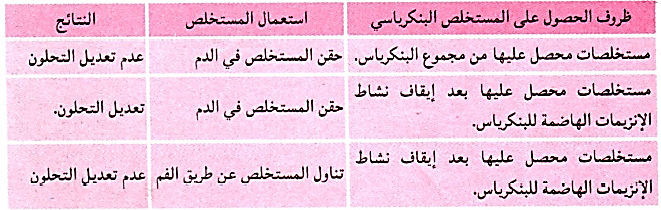 ظروف الحصول على المستخلص البنكرياسي
استعمال المستخلص
النتائج
مستخلصات محصل عليها من مجموع البنكرياس.
حقن المستخلص في الدم
عدم تعديل التحلون
مستخلصات محصل عليها بعد إيقاف نشاط
الإنزيمات الهاضمة للبنكرياس.
حقن المستخلص في الدم
تعديل التحلون.
مستخلصات محصل عليها بعد إيقاف نشاط
الإنزيمات الهاضمة للبنكرياس.
تناول المستخلص عن طريق الفم
عدم تعديل التحلون